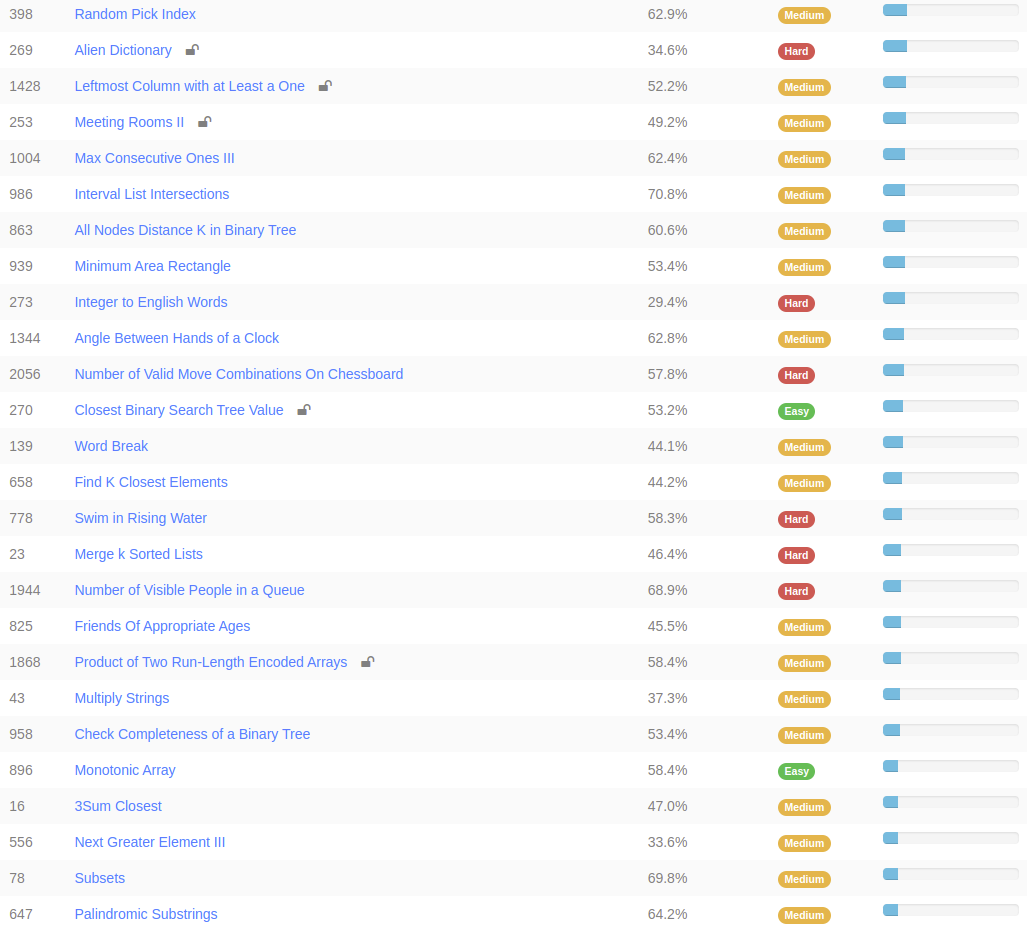 398 Random Pick Index 62.9% Medium
269 Alien Dictionary 34.6% Hard
1428 Leftmost Column with at Least a One 52.2% Medium
253 Meeting Rooms II 49.2% Medium
1004 Max Consecutive Ones III 62.4% Medium
986 Interval List Intersections 70.8% Medium
863 All Nodes Distance K in Binary Tree 60.6% Medium
939 Minimum Area Rectangle 53.4% Medium
273 Integer to English Words 29.4% Hard
1344 Angle Between Hands of a Clock 62.8% Medium
2056 Number of Valid Move Combinations On Chessboard 57.8% Hard
270 Closest Binary Search Tree Value 53.2% Easy
139 Word Break 44.1% Medium
658 Find K Closest Elements 44.2% Medium
778 Swim in Rising Water 58.3% Hard
23 Merge k Sorted Lists 46.4% Hard
1944 Number of Visible People in a Queue 68.9% Hard
825 Friends Of Appropriate Ages 45.5% Medium
1868 Product of Two Run-Length Encoded Arrays 58.4% Medium
43 Multiply Strings 37.3% Medium
958 Check Completeness of a Binary Tree 53.4% Medium
896 Monotonic Array 58.4% Easy
16 3Sum Closest 47.0% Medium
556 Next Greater Element III 33.6% Medium
78 Subsets 69.8% Medium
647 Palindromic Substrings 64.2% Medium